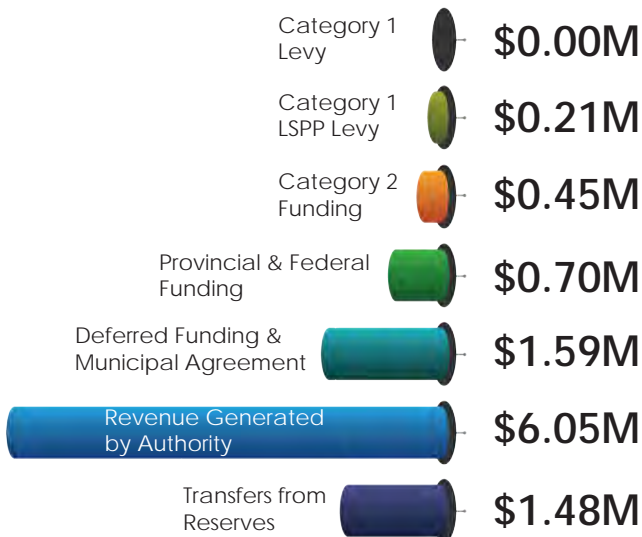 Category 1
Levy
$0.00M
Category 1
LSPP Levy
$0.21M
Category 2
Funding
$0.45M
Provincial & Federal
Funding
$0.70M
Deferred Funding &
Municipal Agreement
$1.59M
Revenue Generated
by Authority
$6.05M
Transfers from
Reserves
$1.48M